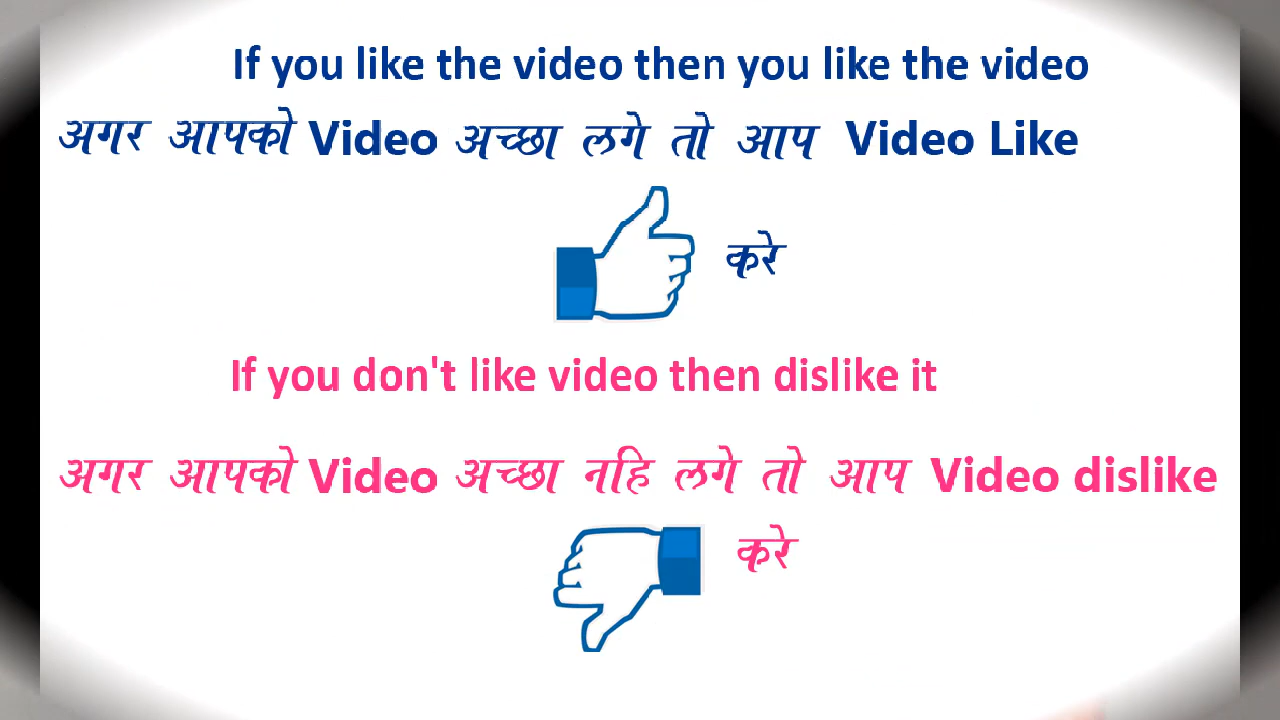 If you like the video then you like the video
अगर आपको Video अच्छा लगे तो आप Video Like
करे
If you don't like video then dislike it
अगर आपको Video अच्छा नहि लगे तो आप Video dislike
करे